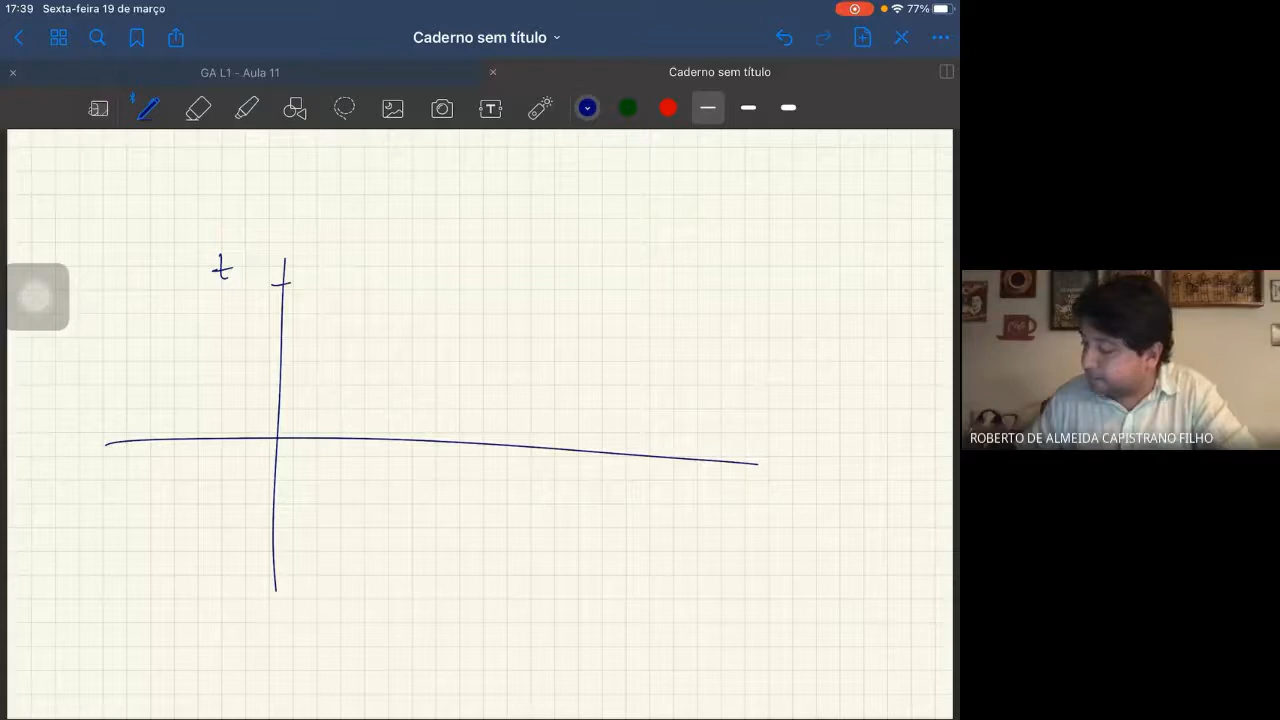 17:39 Sexta-feira 19 de março
77%
Caderno sem título
GA L1 - Aula 11
Caderno sem título
T
t
ROBERTO DE ALMEIDA CAPISTRANO FILHO